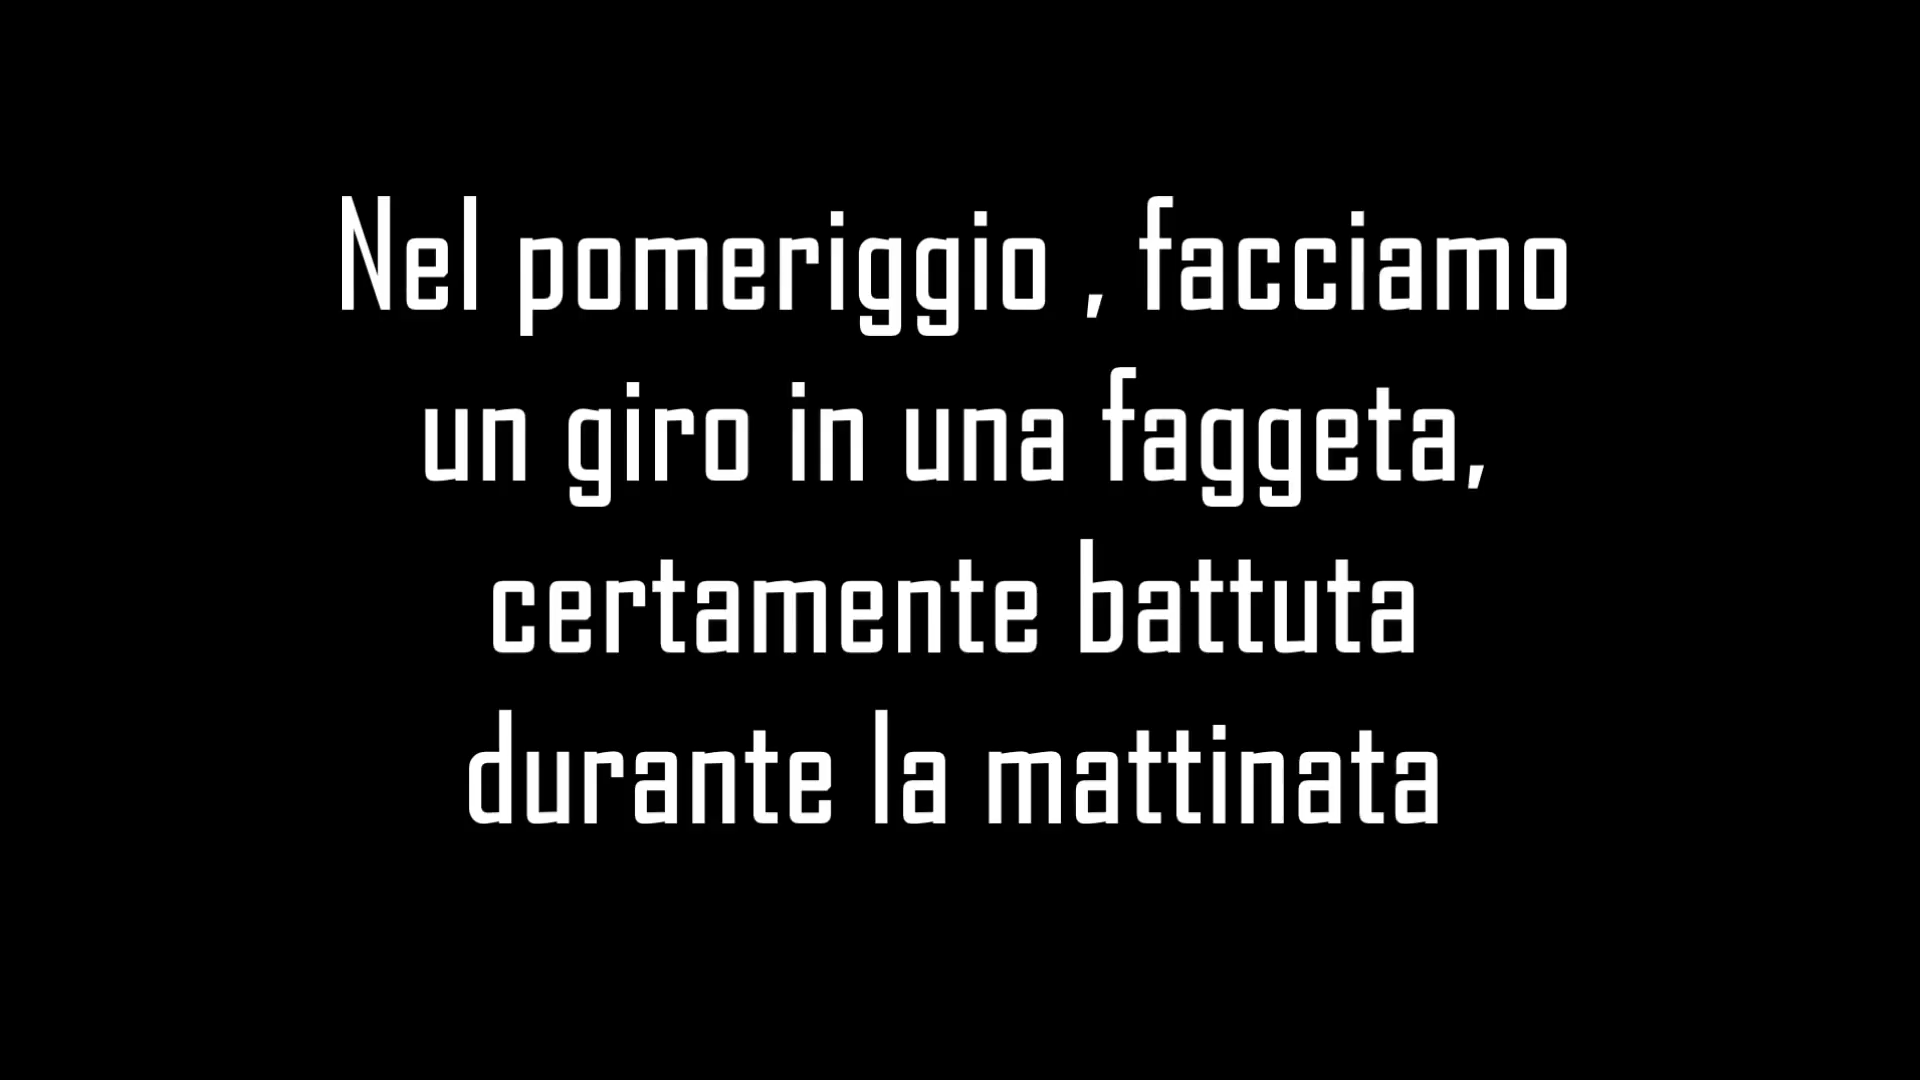 Nel pomeriggio , facciamo
un giro in una faggeta,
certamente battuta
durante la mattinata